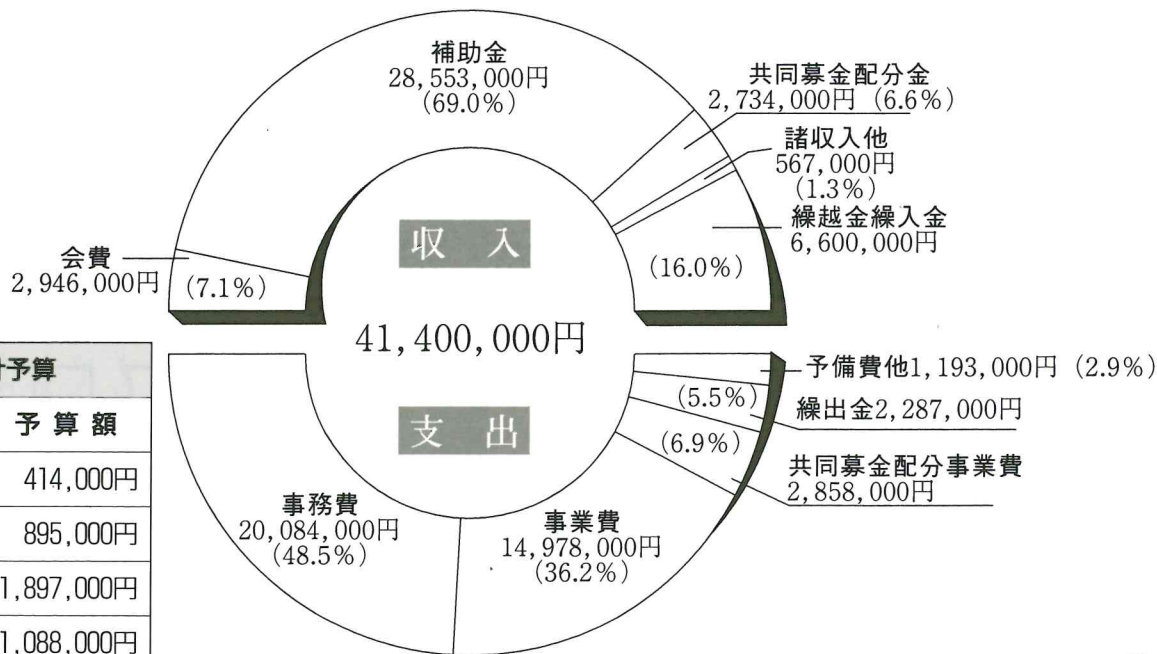 補助金
28,553,000円
(69.0%)
共同募金配分金
2,734,000円 (6.6%)
諸収入他
567,000円
(1.3%)
繰越金繰入金
6,600,000円
(16.0%)
会費
2,946,000円
(7.1%)
収入
41,400,000円
支出
予備費他1,193,000円 (2.9%)
(5.5%)
繰出金2,287,000円
(6.9%)
共同募金配分事業費
2,858,000円
事業費
14,978,000円
(36.2%)
事務費
20,084,000円
(48.5%)
予算
予算額
414,000円
895,000円
1,897,000円
1,088,000円